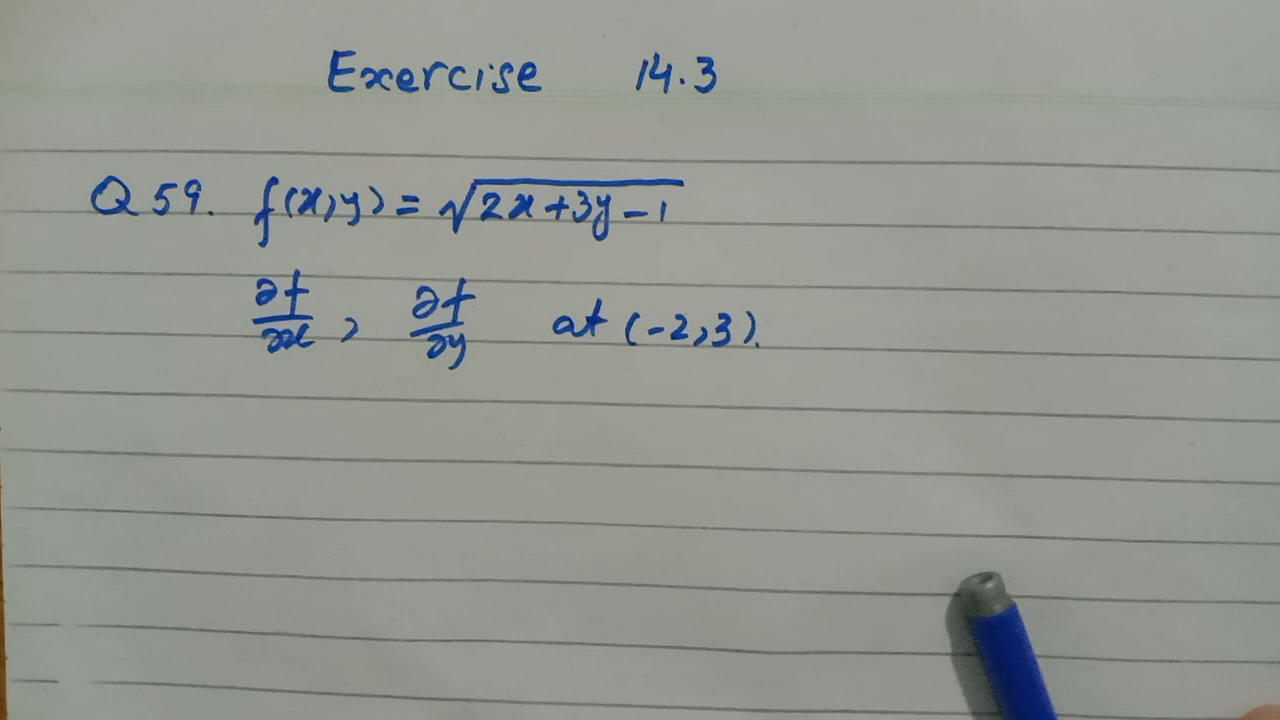 Exercise 14.3
Q 59. f(x,y) = √(2x+3y-1)
∂f/∂x, ∂f/∂y at (-2,3).